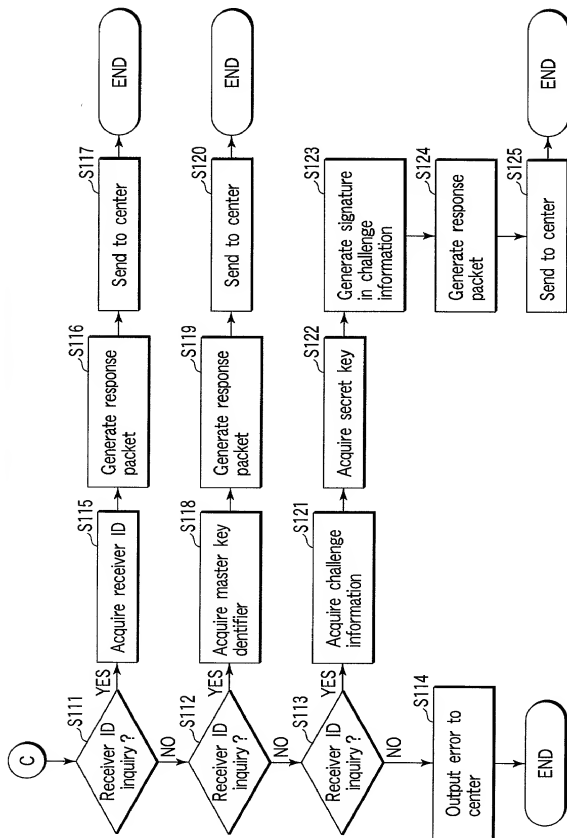 C
S111
Receiver ID
inquiry ?
YES
NO
S115
Acquire receiver ID
S116
Generate response
packet
S117
Send to center
END
S112
Receiver ID
inquiry ?
YES
NO
S118
Acquire master key
dentifier
S119
Generate response
packet
S120
Send to center
END
S113
Receiver ID
inquiry ?
YES
NO
S121
Acquire challenge
information
S122
Acquire secret key
S123
Generate signature
in challenge
information
S124
Generate response
packet
S125
Send to center
END
S114
Output error to
center
END